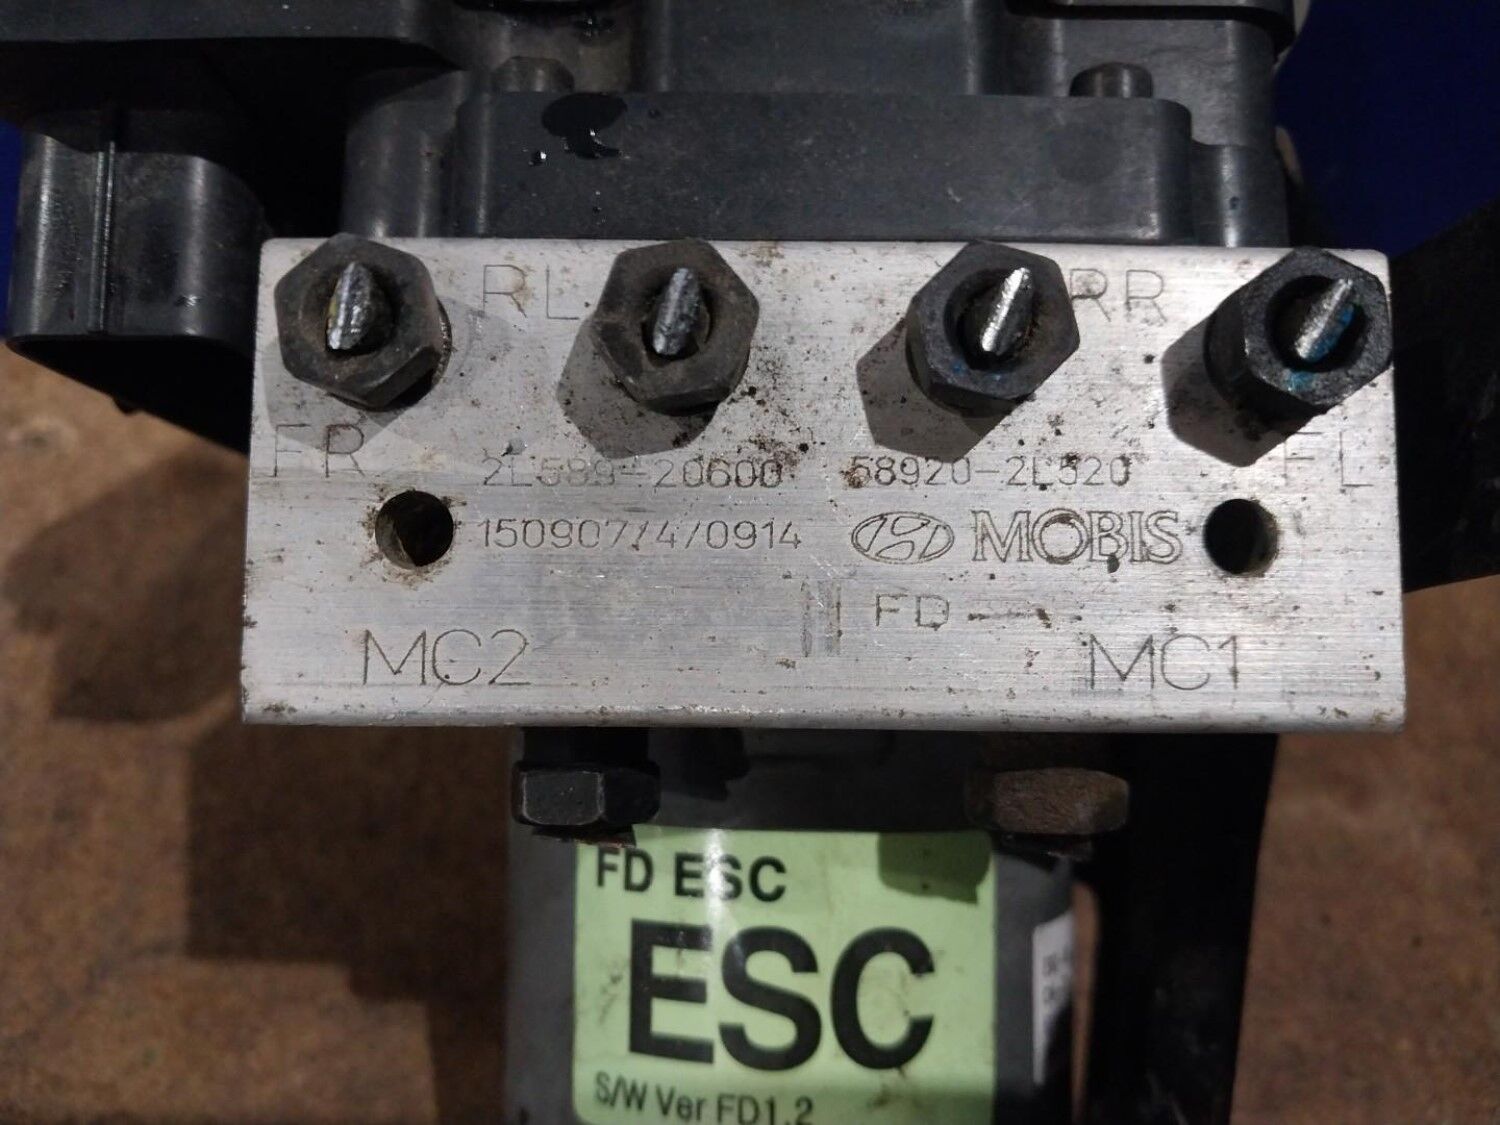 RL RR
FR FL
2L589-20600 58920-2L520
150907/4/0914 MOBIS
FD
MC2 MC1
FD ESC
ESC
S/W Ver FD1.2